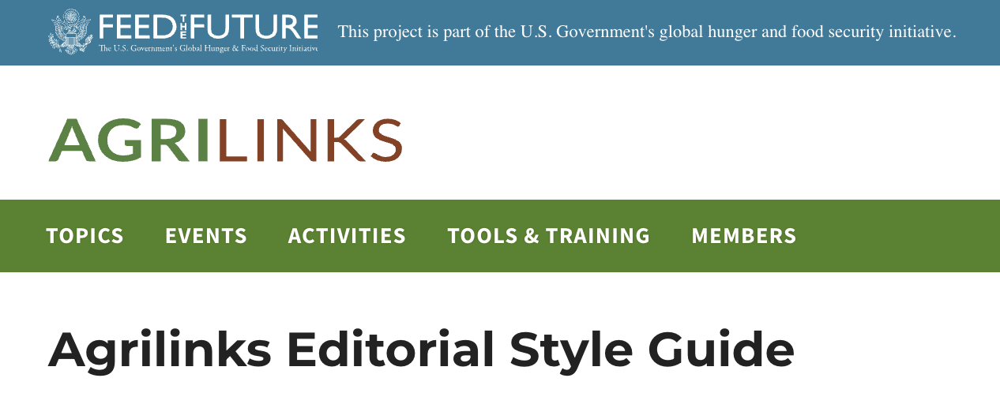 FEED THE FUTURE
The U.S. Government's Global Hunger & Food Security Initiative
This project is part of the U.S. Government's global hunger and food security initiative.
AGRILINKS
TOPICS EVENTS ACTIVITIES TOOLS & TRAINING MEMBERS
Agrilinks Editorial Style Guide